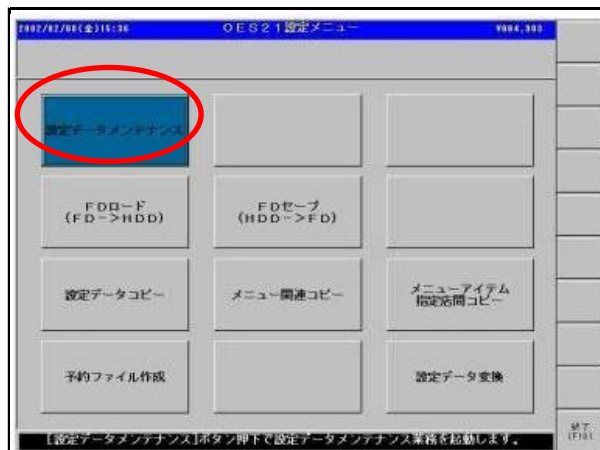 2002/02/08(金)15:36 OES21設定メニュー V004,303
設定データメンテナンス
FDロード
(FD->HDD)
FDセーブ
(HDD->FD)
設定データコピー
メニュー関連コピー
メニューアイテム
指定店間コピー
予約ファイル作成
設定データ変換
終了
(F10)
[設定データメンテナンス]ボタン押下で設定データメンテナンス業務を起動します。